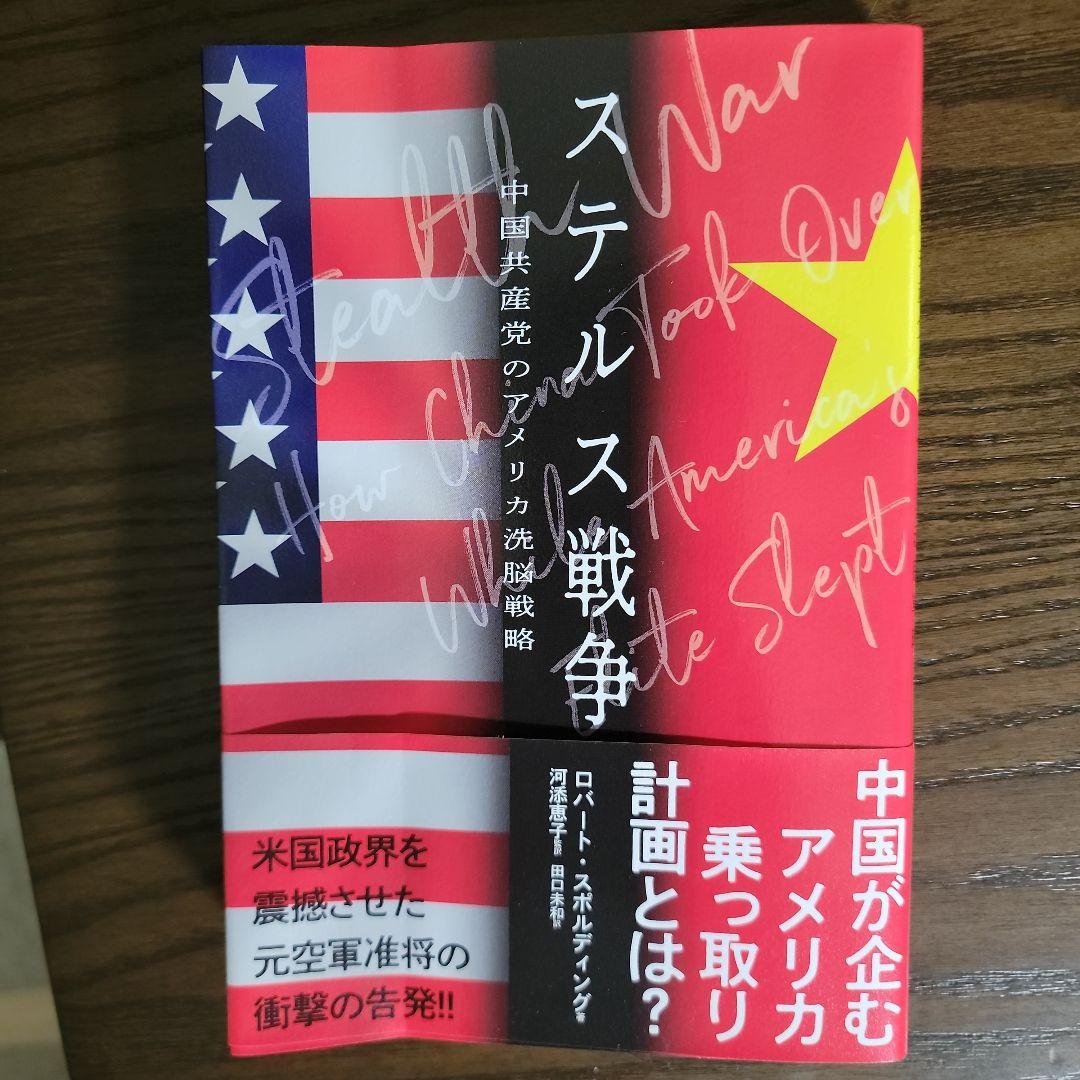 ステルス戦争
中国共産党のアメリカ洗脳戦略
Stealth War
How China Took Over
While America's
Elite Slept
中国が企む
アメリカ
乗っ取り
計画とは?
ロバート・スポルディング 著
河添恵子 監訳 田口未和 訳
米国政界を
震撼させた
元空軍准将の
衝撃の告発!!